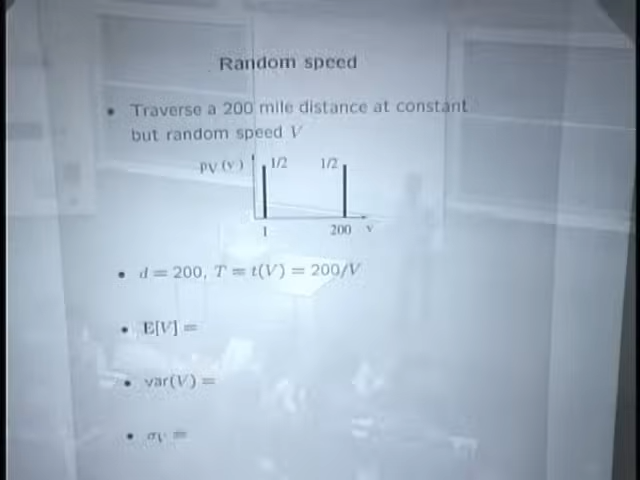 Random speed
• Traverse a 200 mile distance at constant
but random speed V
pV (v) 1/2 1/2
1 200 v
• d = 200, T = t(V) = 200/V
• E[V] =
• var(V) =
• σV =